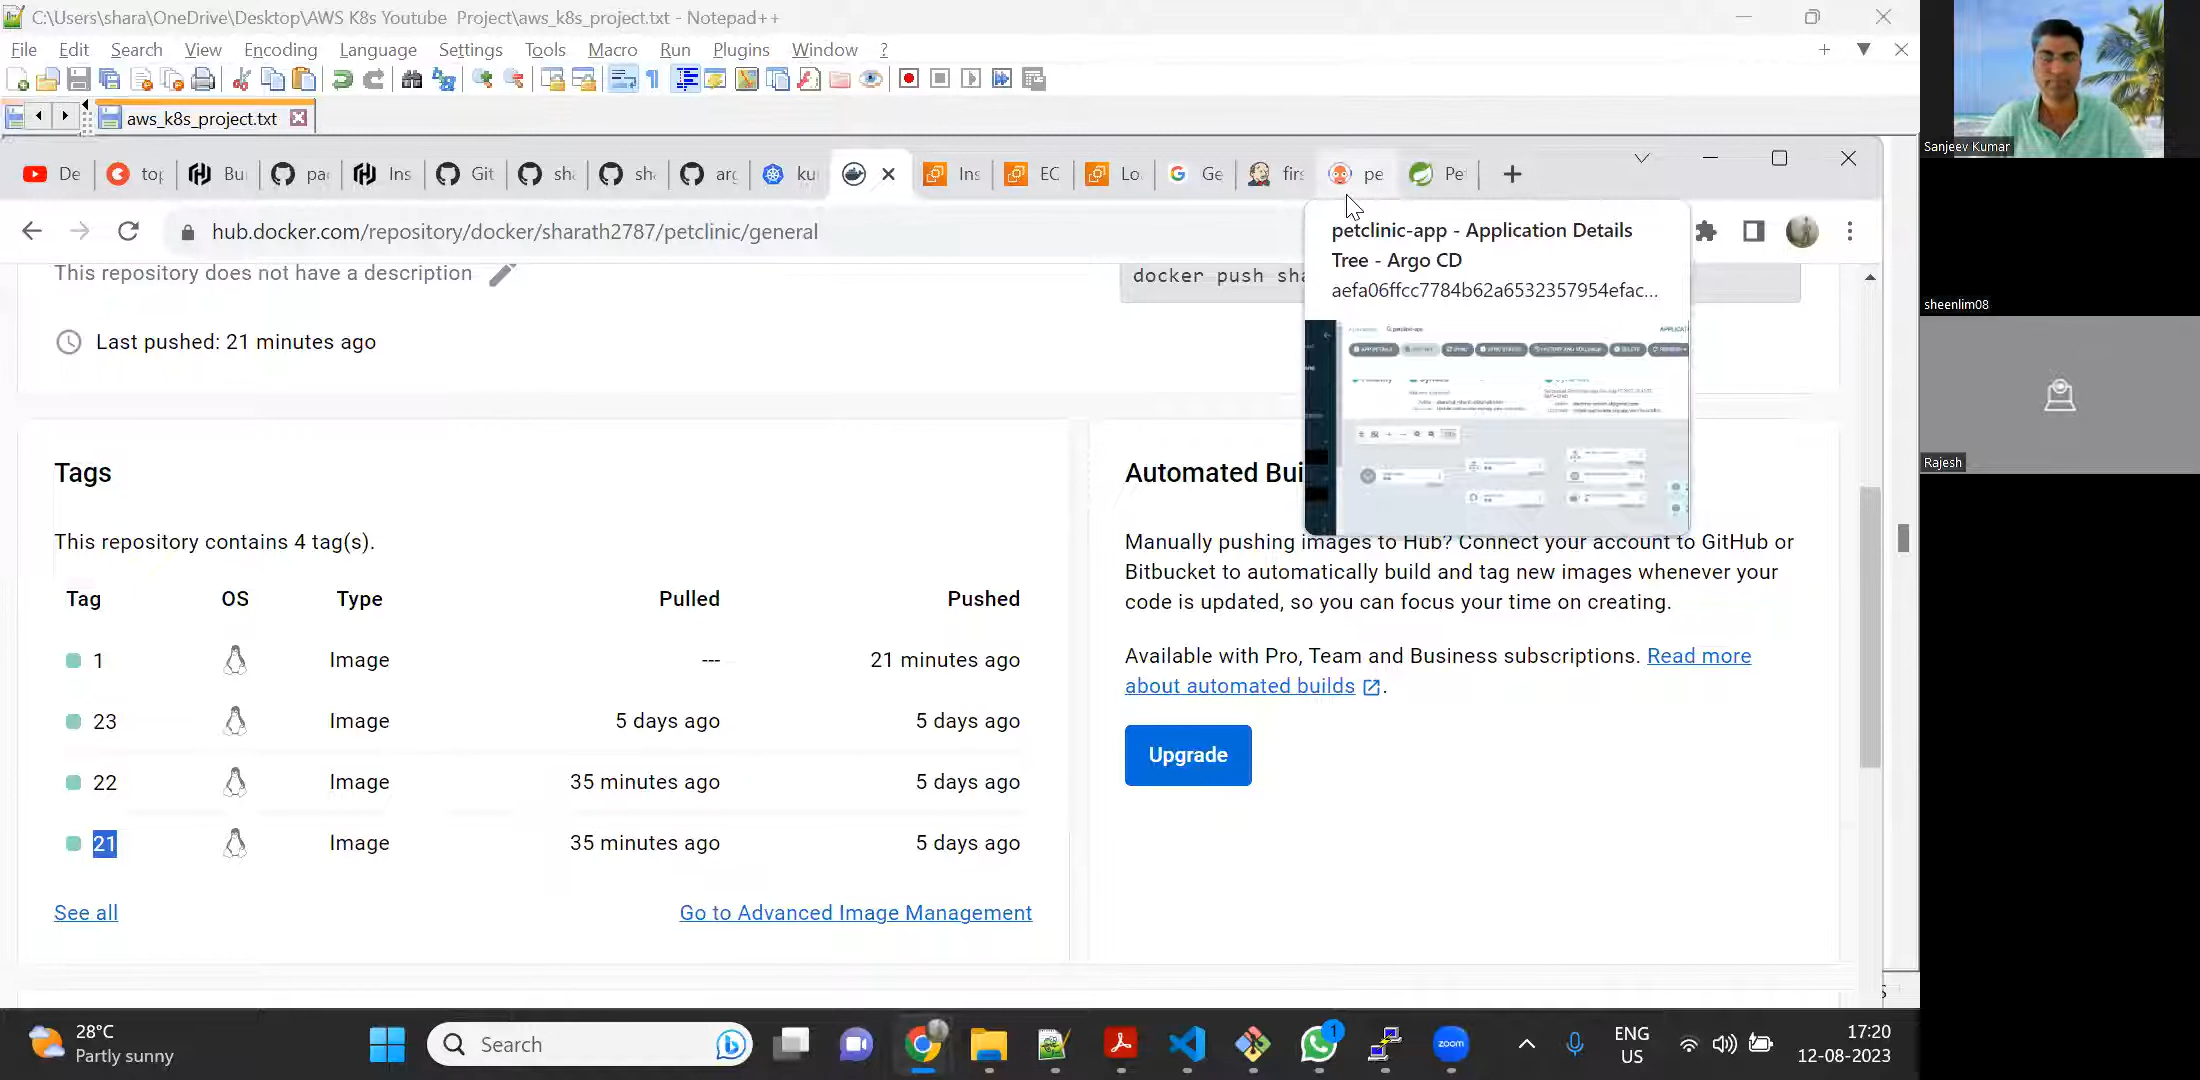 C:\Users\shara\OneDrive\Desktop\AWS K8s Youtube Project\aws_k8s_project.txt - Notepad++
File Edit Search View Encoding Language Settings Tools Macro Run Plugins Window ?
aws_k8s_project.txt
De
top
Bu
pac
Ins
Git
sha
sha
arg
ku
Ins
EC
Lo
Ge
firs
pe
Pe
hub.docker.com/repository/docker/sharath2787/petclinic/general
petclinic-app - Application Details
Tree - Argo CD
aefa06ffcc7784b62a6532357954efac...
This repository does not have a description
docker push sha
Last pushed: 21 minutes ago
Tags
This repository contains 4 tag(s).
Tag OS Type Pulled Pushed
1 Image --- 21 minutes ago
23 Image 5 days ago 5 days ago
22 Image 35 minutes ago 5 days ago
21 Image 35 minutes ago 5 days ago
See all
Go to Advanced Image Management
Automated Bui
Manually pushing images to Hub? Connect your account to GitHub or
Bitbucket to automatically build and tag new images whenever your
code is updated, so you can focus your time on creating.
Available with Pro, Team and Business subscriptions. Read more
about automated builds.
Upgrade
Sanjeev Kumar
sheenlim08
Rajesh
28°C
Partly sunny
Search
1
zoom
ENG
US
17:20
12-08-2023